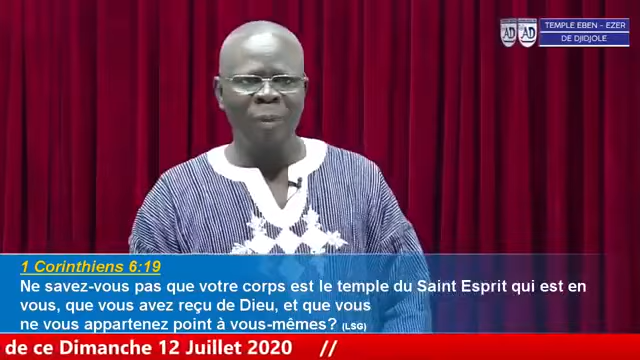 TEMPLE EBEN - EZER
DE DJIDJOLE
AD AD
1 Corinthiens 6:19
Ne savez-vous pas que votre corps est le temple du Saint Esprit qui est en
vous, que vous avez reçu de Dieu, et que vous
ne vous appartenez point à vous-mêmes? (LSG)
de ce Dimanche 12 Juillet 2020 //